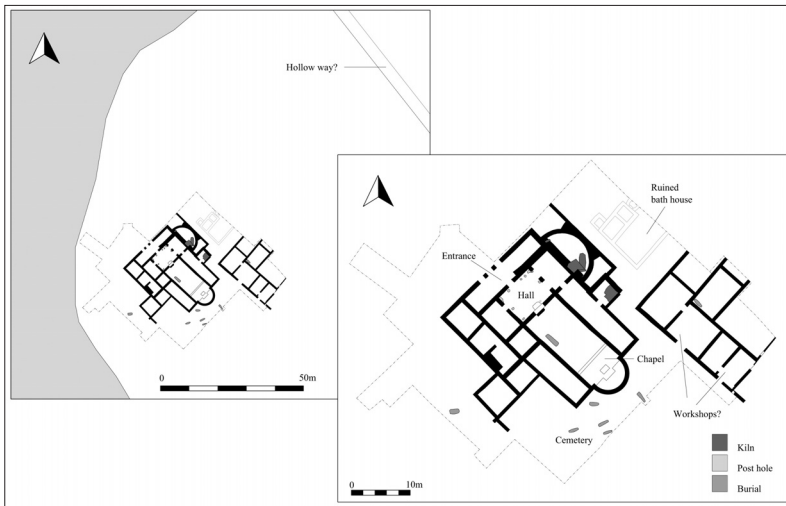 Hollow way?
0
50m
Ruined
bath house
Entrance
Hall
Chapel
Workshops?
Cemetery
Kiln
Post hole
Burial
0
10m